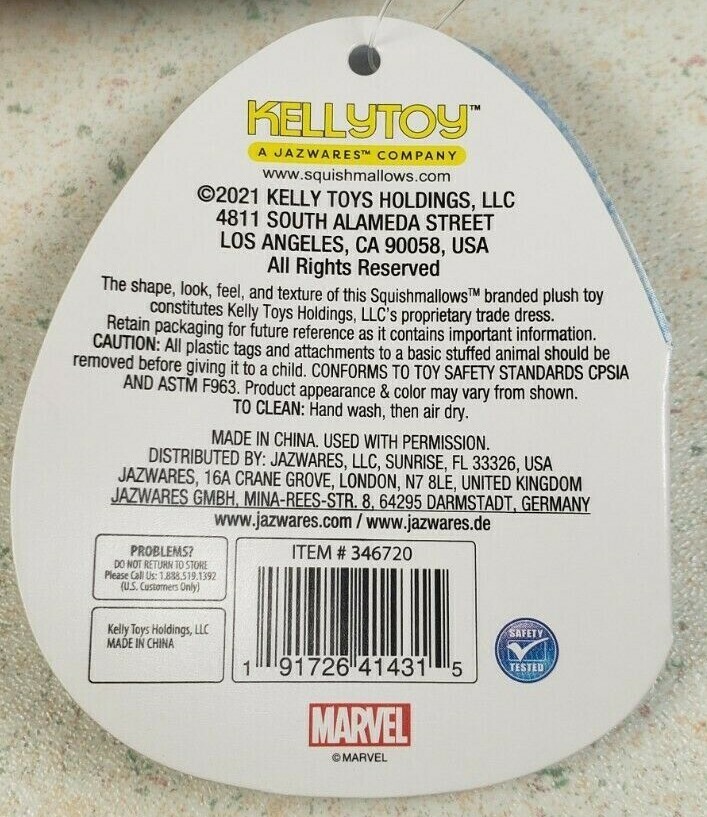 KELLYTOY™
A JAZWARES™ COMPANY
www.squishmallows.com
©2021 KELLY TOYS HOLDINGS, LLC
4811 SOUTH ALAMEDA STREET
LOS ANGELES, CA 90058, USA
All Rights Reserved
The shape, look, feel, and texture of this Squishmallows™ branded plush toy
constitutes Kelly Toys Holdings, LLC's proprietary trade dress.
Retain packaging for future reference as it contains important information.
CAUTION: All plastic tags and attachments to a basic stuffed animal should be
removed before giving it to a child. CONFORMS TO TOY SAFETY STANDARDS CPSIA
AND ASTM F963. Product appearance & color may vary from shown.
TO CLEAN: Hand wash, then air dry.
MADE IN CHINA. USED WITH PERMISSION.
DISTRIBUTED BY: JAZWARES, LLC, SUNRISE, FL 33326, USA
JAZWARES, 16A CRANE GROVE, LONDON, N7 8LE, UNITED KINGDOM
JAZWARES GMBH, MINA-REES-STR. 8, 64295 DARMSTADT, GERMANY
www.jazwares.com / www.jazwares.de
PROBLEMS?
DO NOT RETURN TO STORE
Please Call Us: 1.888.519.1392
(U.S. Customers Only)
Kelly Toys Holdings, LLC
MADE IN CHINA
ITEM # 346720
1 91726 41431 5
SAFETY
TESTED
MARVEL
©MARVEL